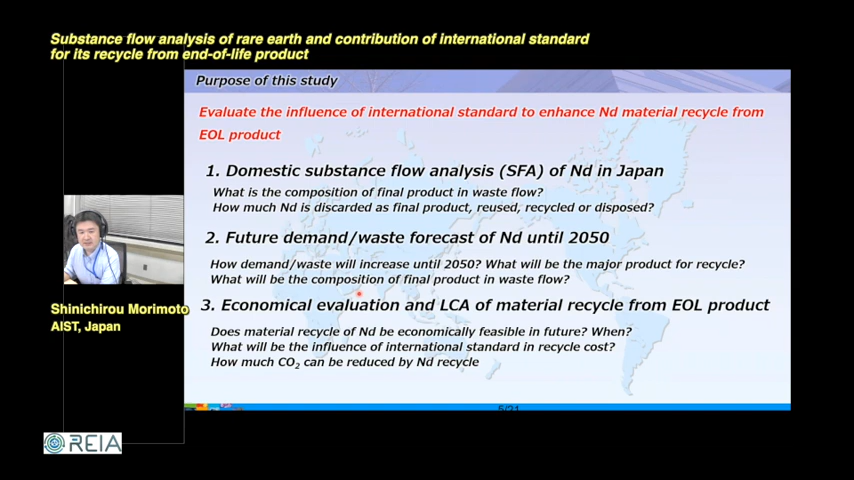 Substance flow analysis of rare earth and contribution of international standard
for its recycle from end-of-life product
Purpose of this study
Evaluate the influence of international standard to enhance Nd material recycle from
EOL product
1. Domestic substance flow analysis (SFA) of Nd in Japan
What is the composition of final product in waste flow?
How much Nd is discarded as final product, reused, recycled or disposed?
2. Future demand/waste forecast of Nd until 2050
How demand/waste will increase until 2050? What will be the major product for recycle?
What will be the composition of final product in waste flow?
3. Economical evaluation and LCA of material recycle from EOL product
Does material recycle of Nd be economically feasible in future? When?
What will be the influence of international standard in recycle cost?
How much CO₂ can be reduced by Nd recycle
5/21
Shinichirou Morimoto
AIST, Japan
REIA